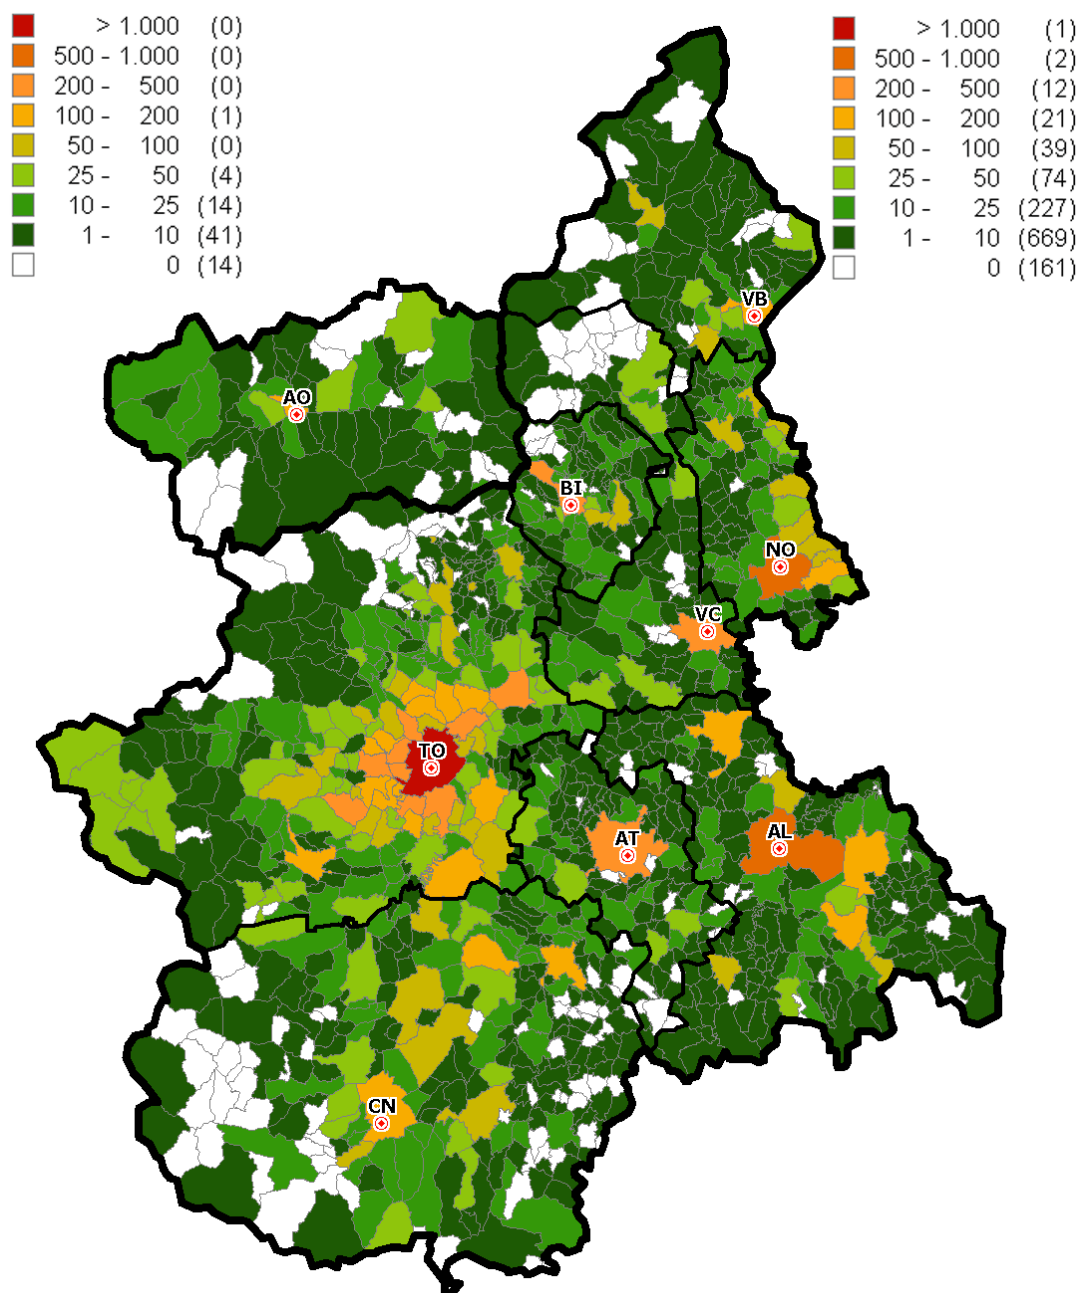 > 1.000 (0)
500 - 1.000 (0)
200 - 500 (0)
100 - 200 (1)
50 - 100 (0)
25 - 50 (4)
10 - 25 (14)
1 - 10 (41)
0 (14)
> 1.000 (1)
500 - 1.000 (2)
200 - 500 (12)
100 - 200 (21)
50 - 100 (39)
25 - 50 (74)
10 - 25 (227)
1 - 10 (669)
0 (161)
VB
AO
BI
NO
VC
TO
AL
AT
CN